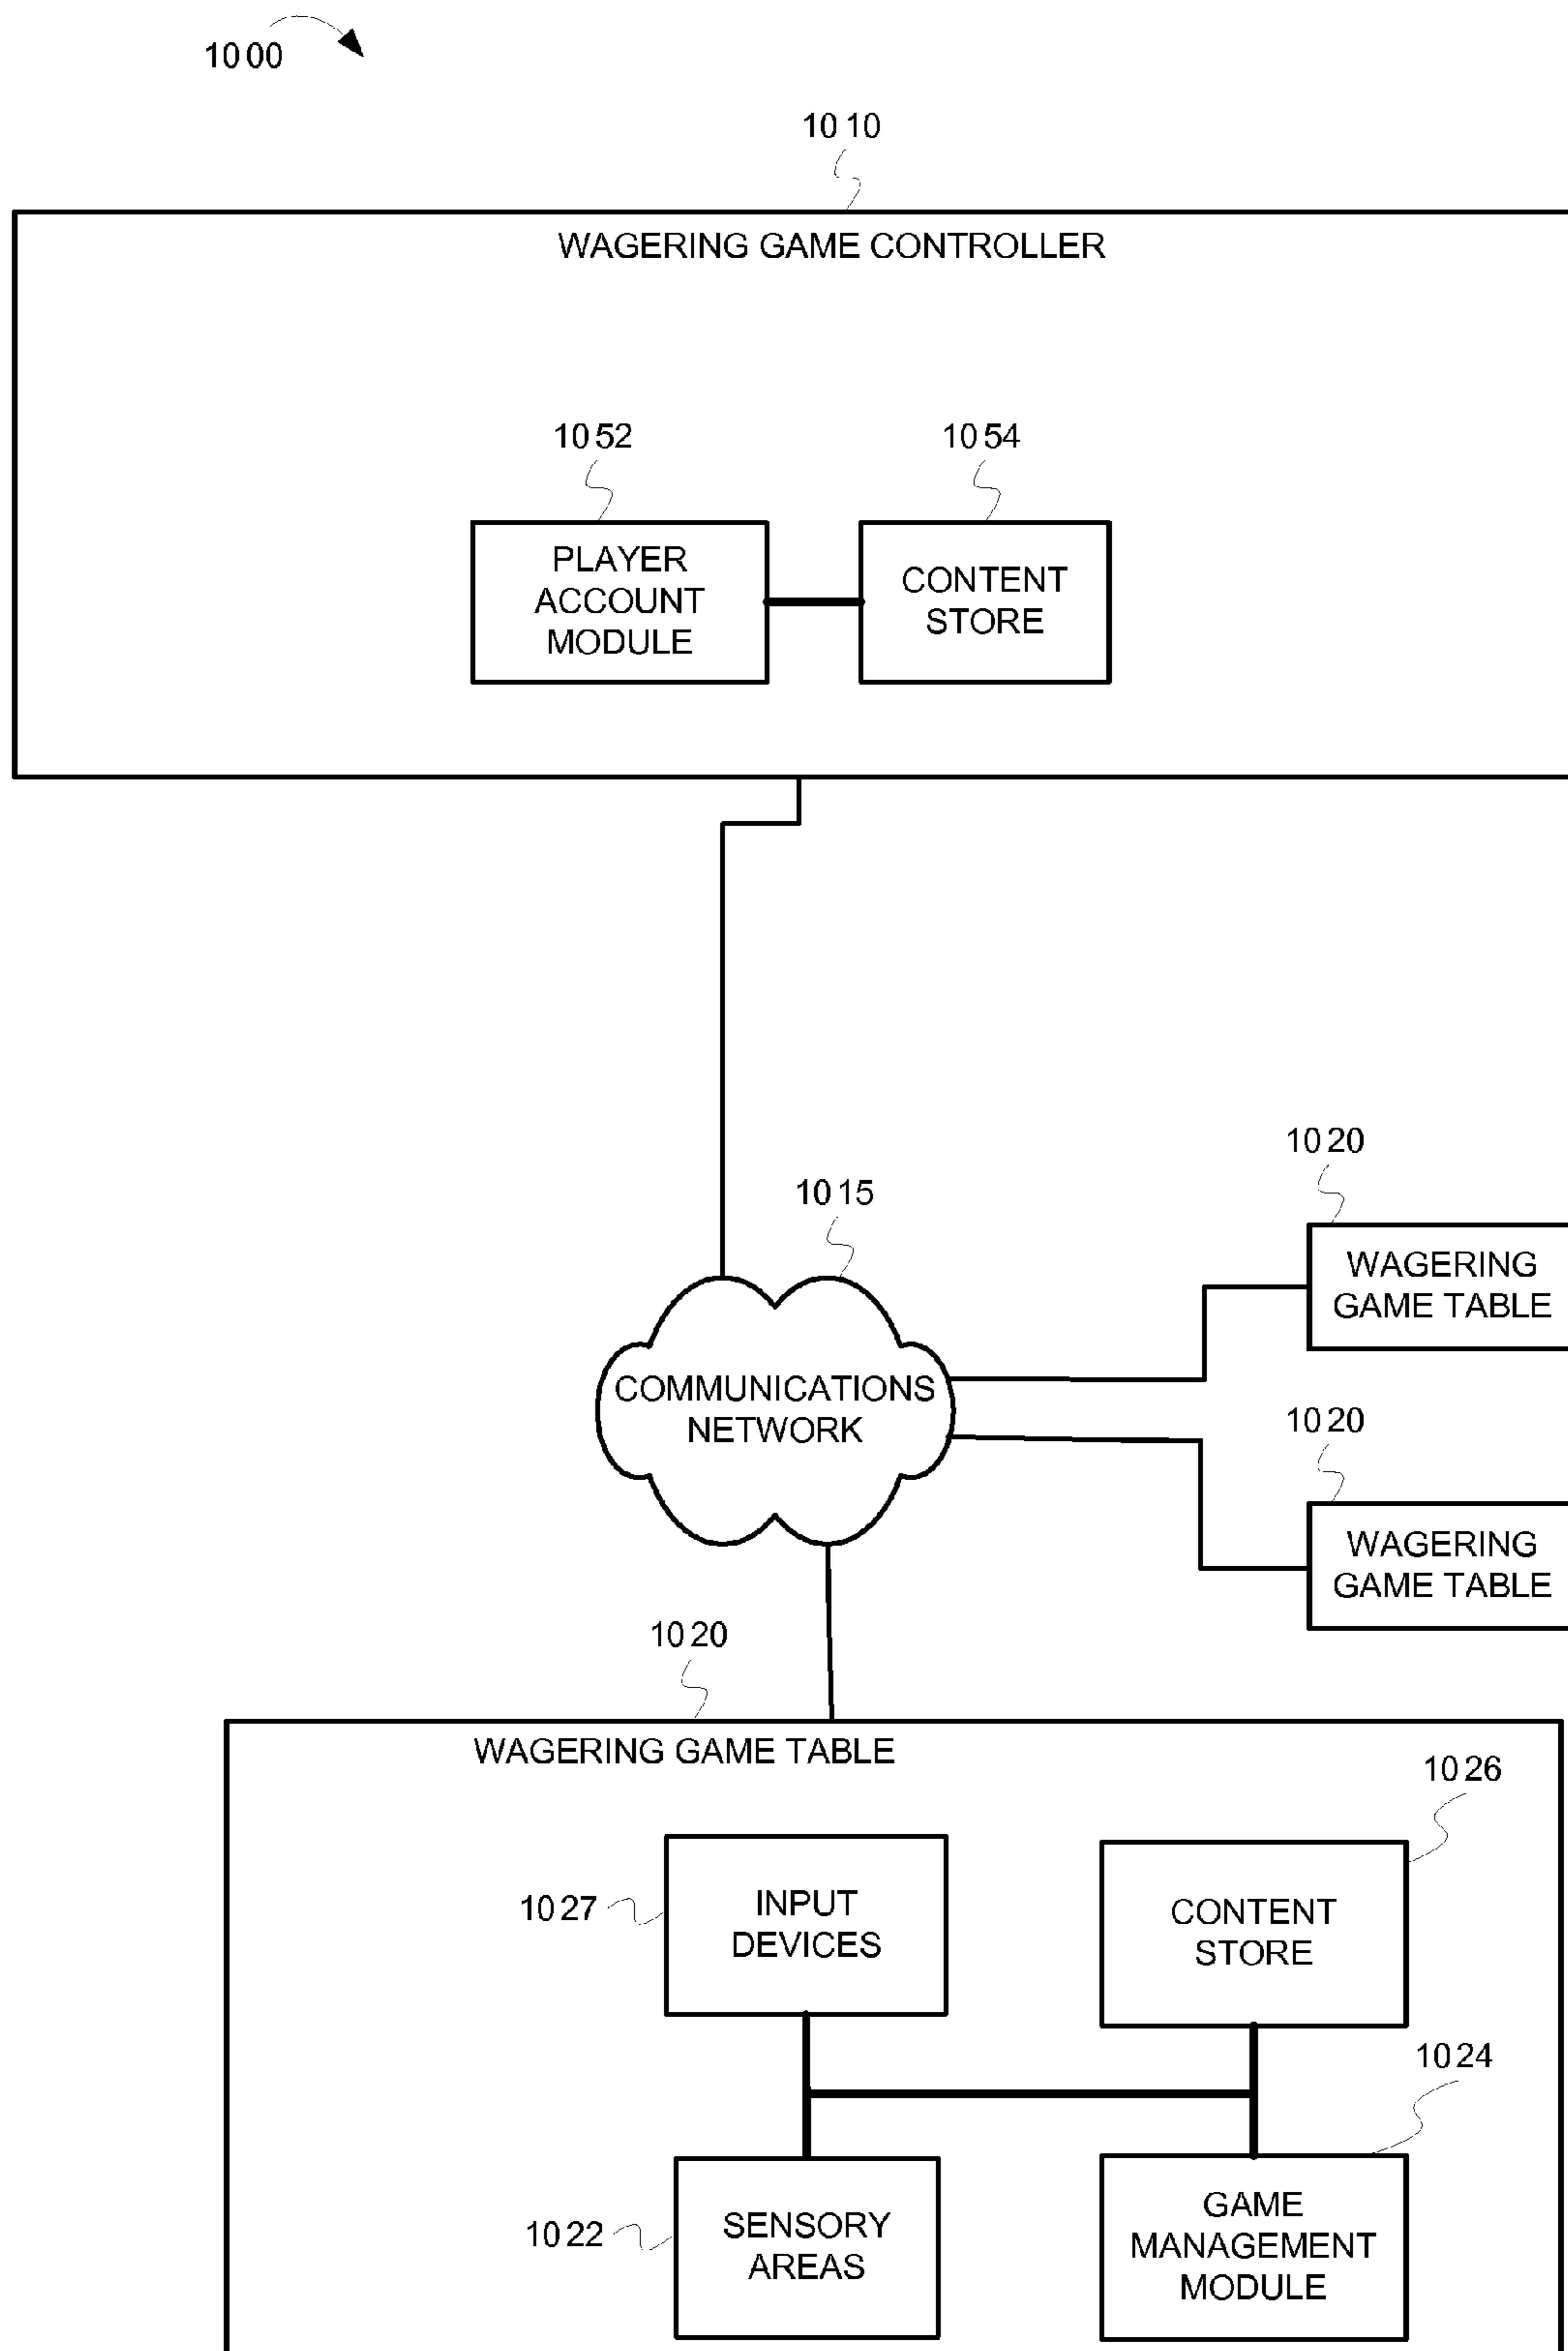 1000
1010
WAGERING GAME CONTROLLER
1052
1054
PLAYER
ACCOUNT
MODULE
CONTENT
STORE
1015
1020
WAGERING
GAME TABLE
COMMUNICATIONS
NETWORK
1020
WAGERING
GAME TABLE
1020
WAGERING GAME TABLE
1026
1027
INPUT
DEVICES
CONTENT
STORE
1024
1022
SENSORY
AREAS
GAME
MANAGEMENT
MODULE